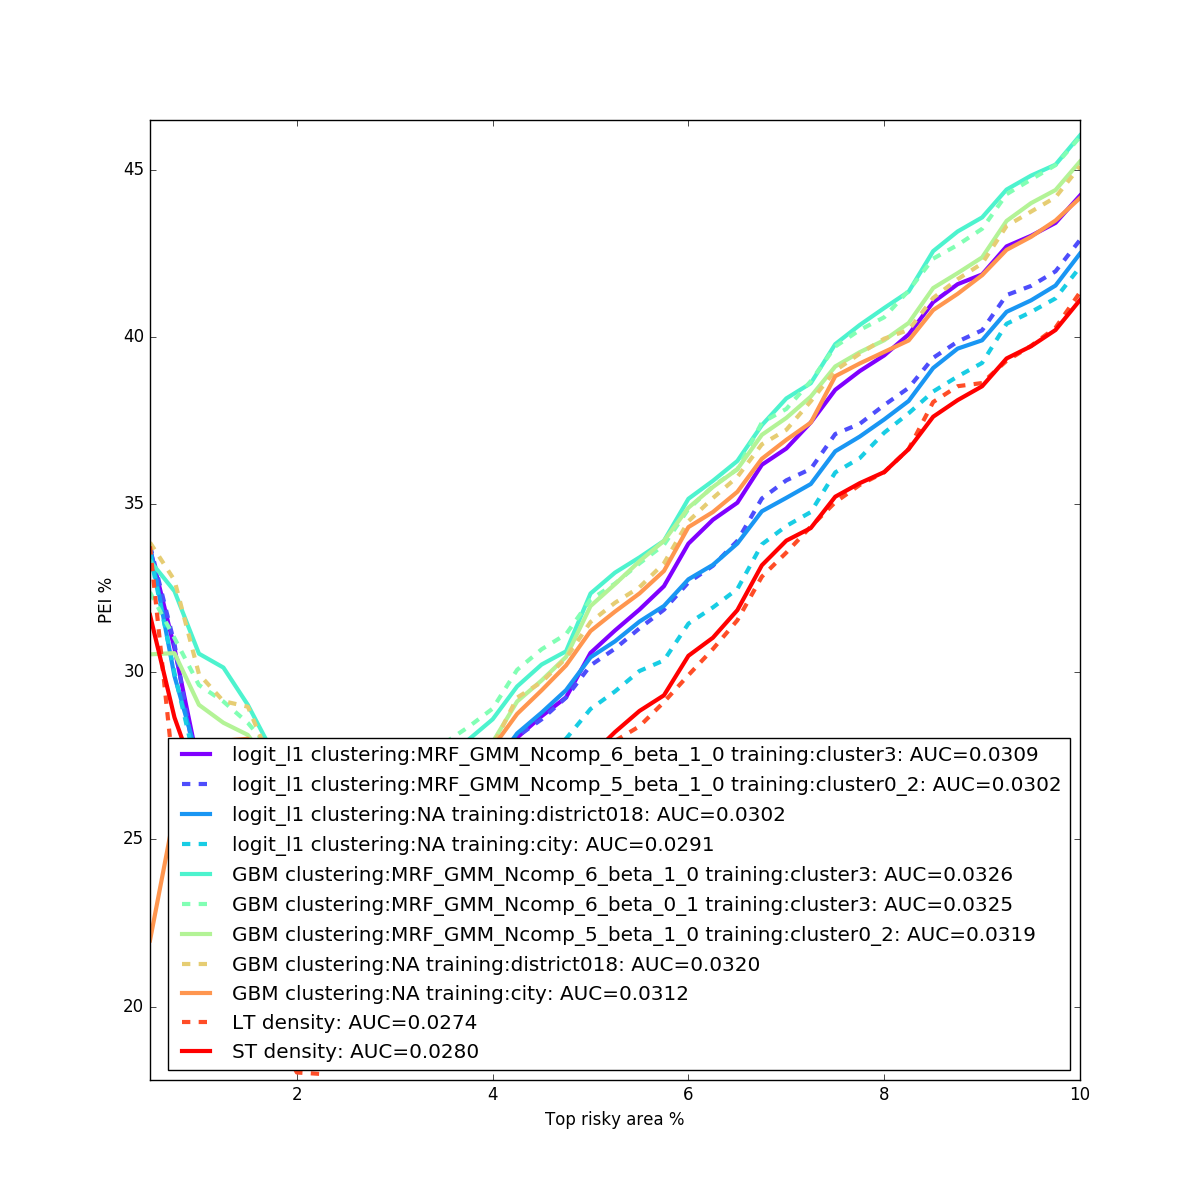 45
40
35
30
25
20
PEI %
logit_l1 clustering:MRF_GMM_Ncomp_6_beta_1_0 training:cluster3: AUC=0.0309
logit_l1 clustering:MRF_GMM_Ncomp_5_beta_1_0 training:cluster0_2: AUC=0.0302
logit_l1 clustering:NA training:district018: AUC=0.0302
logit_l1 clustering:NA training:city: AUC=0.0291
GBM clustering:MRF_GMM_Ncomp_6_beta_1_0 training:cluster3: AUC=0.0326
GBM clustering:MRF_GMM_Ncomp_6_beta_0_1 training:cluster3: AUC=0.0325
GBM clustering:MRF_GMM_Ncomp_5_beta_1_0 training:cluster0_2: AUC=0.0319
GBM clustering:NA training:district018: AUC=0.0320
GBM clustering:NA training:city: AUC=0.0312
LT density: AUC=0.0274
ST density: AUC=0.0280
2 4 6 8 10
Top risky area %